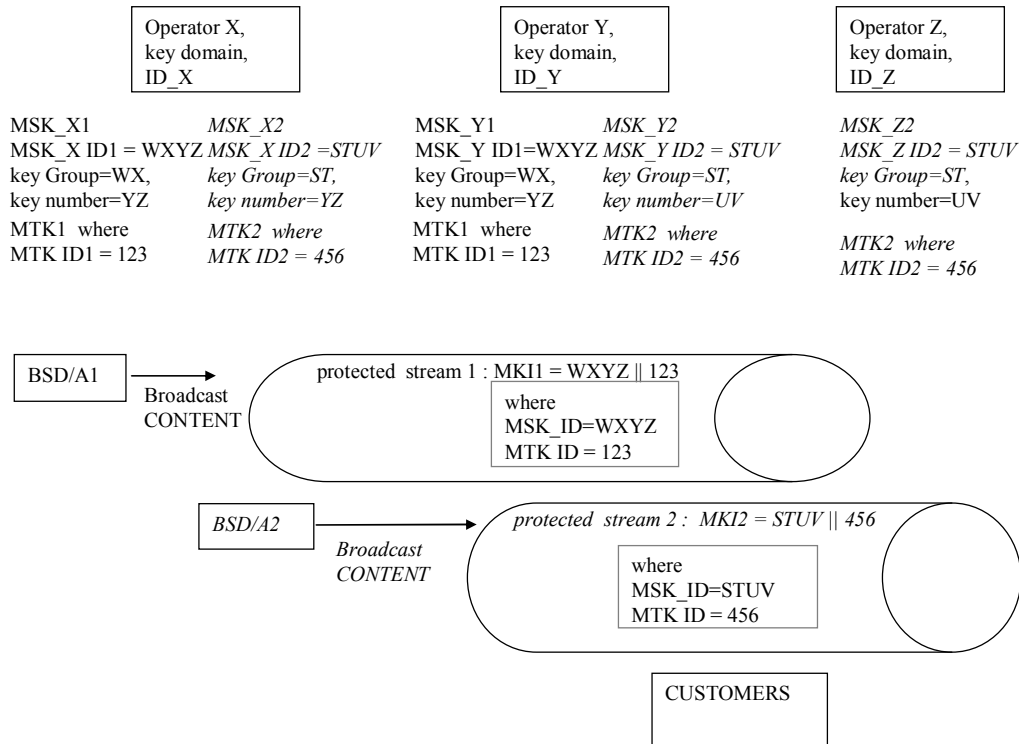 Operator X,
key domain,
ID_X
Operator Y,
key domain,
ID_Y
Operator Z,
key domain,
ID_Z
MSK_X1
MSK_X ID1 = WXYZ
key Group=WX,
key number=YZ
MTK1 where
MTK ID1 = 123
MSK_X2
MSK_X ID2 =STUV
key Group=ST,
key number=YZ
MTK2 where
MTK ID2 = 456
MSK_Y1
MSK_Y ID1=WXYZ
key Group=WX,
key number=YZ
MTK1 where
MTK ID1 = 123
MSK_Y2
MSK_Y ID2 = STUV
key Group=ST,
key number=UV
MTK2 where
MTK ID2 = 456
MSK_Z2
MSK_Z ID2 = STUV
key Group=ST,
key number=UV
MTK2 where
MTK ID2 = 456
BSD/A1
Broadcast
CONTENT
protected stream 1 : MKI1 = WXYZ || 123
where
MSK_ID=WXYZ
MTK ID = 123
BSD/A2
Broadcast
CONTENT
protected stream 2 : MKI2 = STUV || 456
where
MSK_ID=STUV
MTK ID = 456
CUSTOMERS